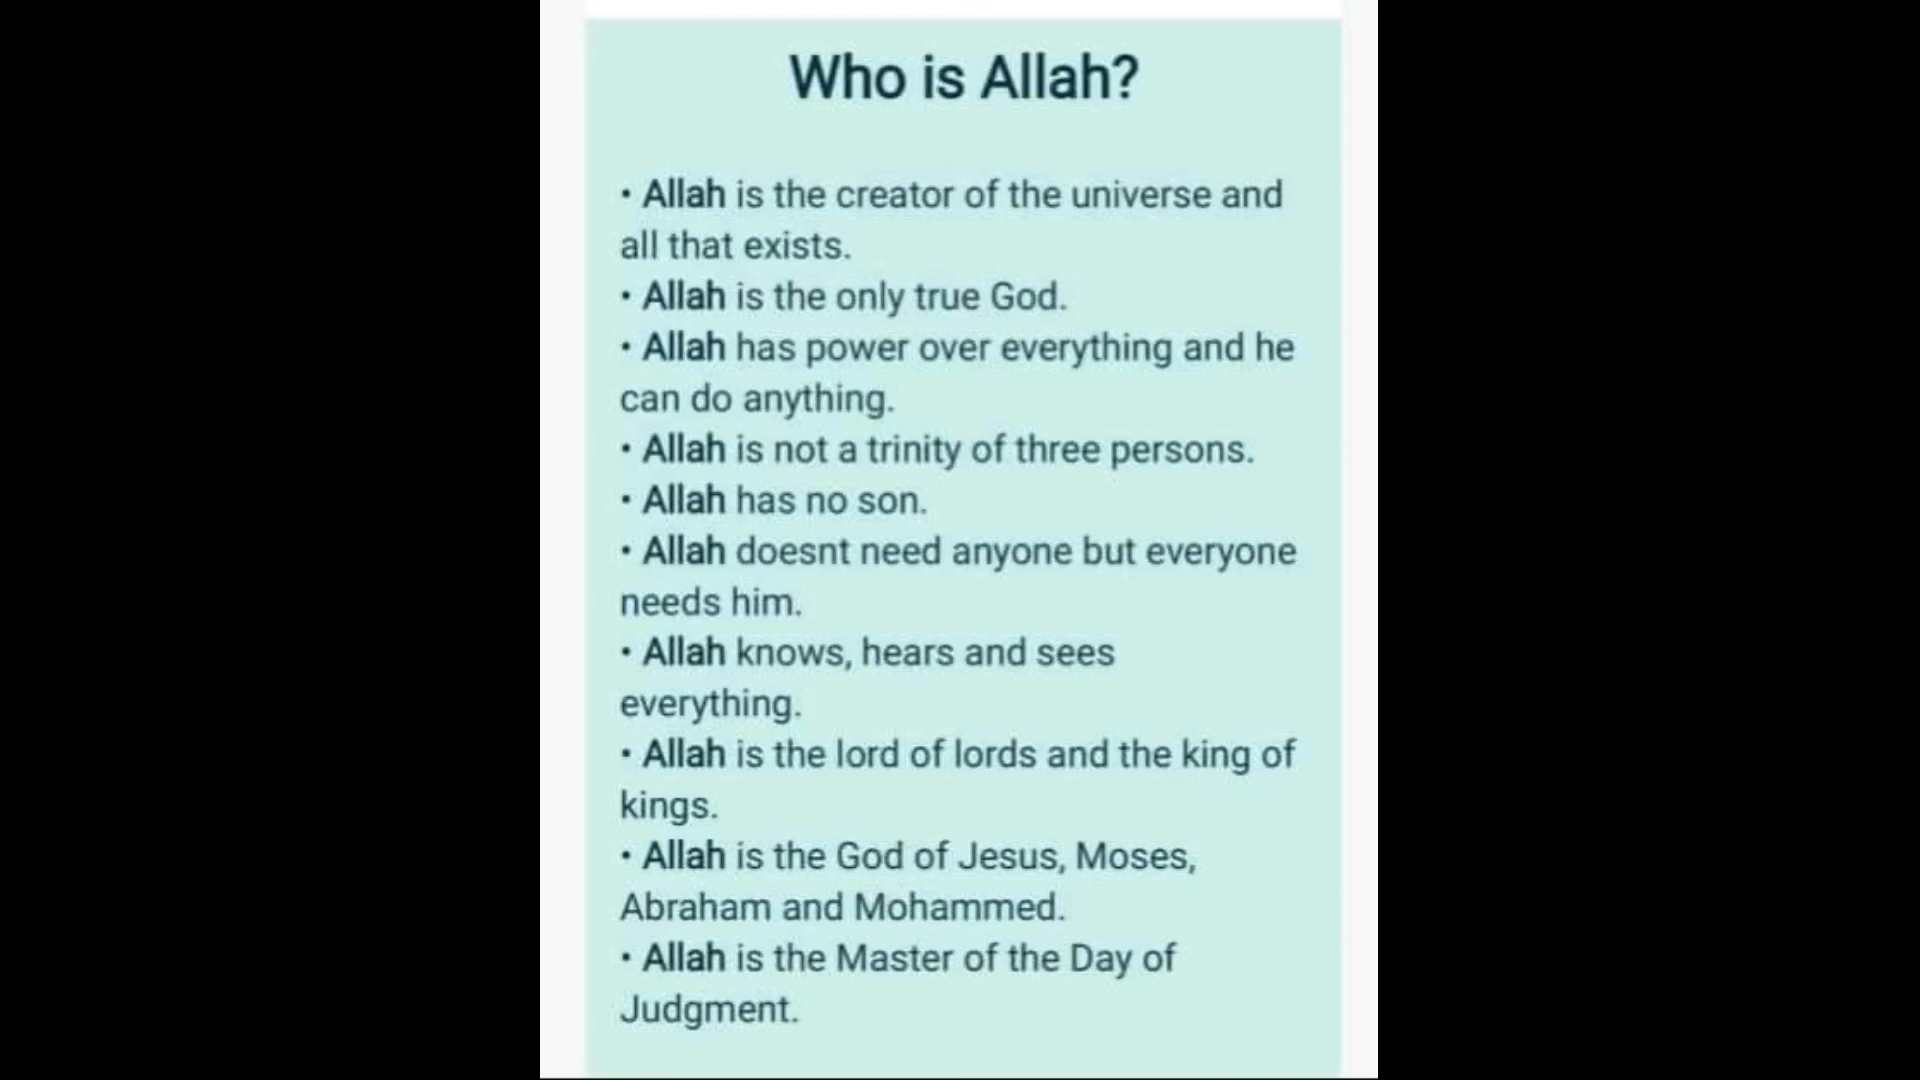 Who is Allah?
• Allah is the creator of the universe and
all that exists.
• Allah is the only true God.
• Allah has power over everything and he
can do anything.
• Allah is not a trinity of three persons.
• Allah has no son.
• Allah doesnt need anyone but everyone
needs him.
• Allah knows, hears and sees
everything.
• Allah is the lord of lords and the king of
kings.
• Allah is the God of Jesus, Moses,
Abraham and Mohammed.
• Allah is the Master of the Day of
Judgment.